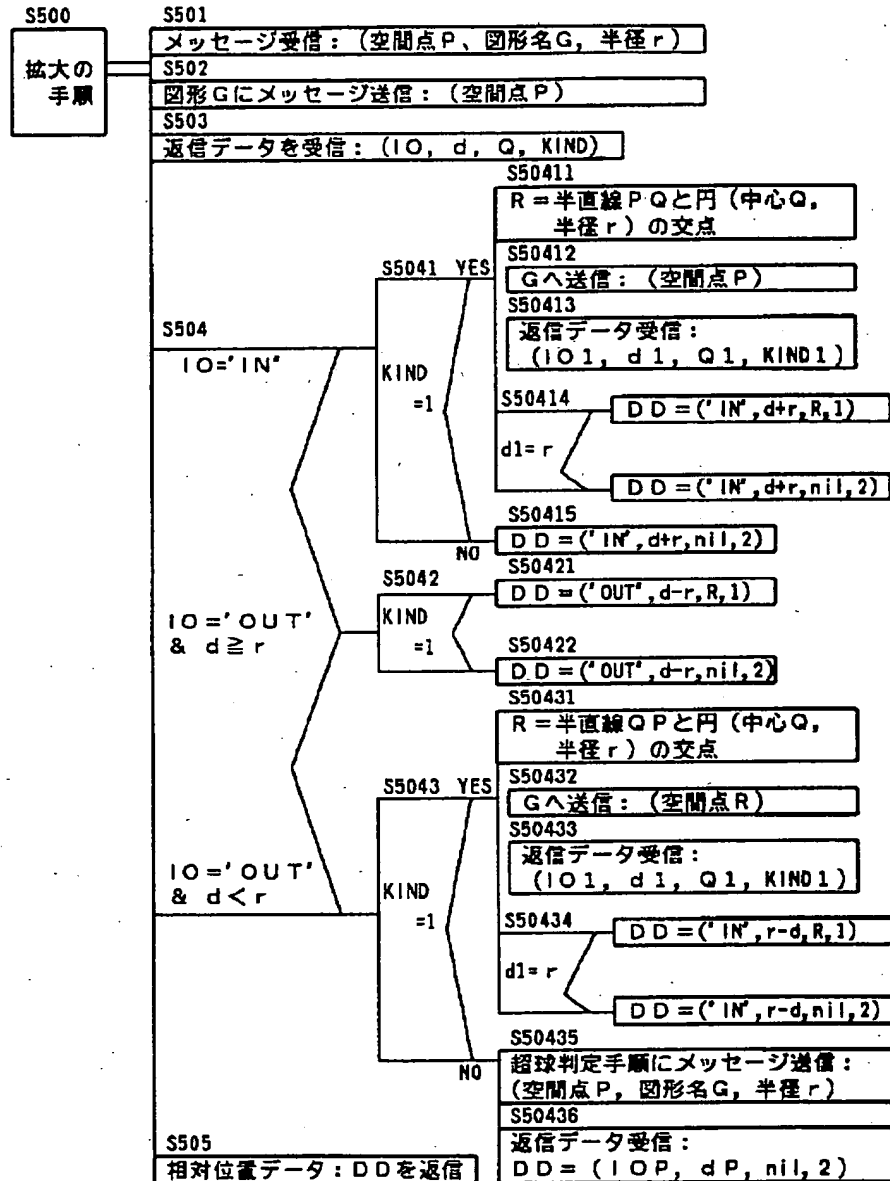 S500
拡大の
手順
S501
メッセージ受信：（空間点P、図形名G，半径r）
S502
図形Gにメッセージ送信：（空間点P）
S503
返信データを受信：（IO，d，Q，KIND）
S504
IO='IN"
S5041 YES
KIND
=1
NO
S50411
R＝半直線PQと円（中心Q，
半径r）の交点
S50412
Gへ送信：（空間点P）
S50413
返信データ受信：
（IO1，d1，Q1，KIND1）
S50414
d1=r
DD=('IN',d+r,R,1)
DD=('IN',d+r,nil,2)
S50415
DD=('IN',d+r,nil,2)
IO='OUT'
& d≧r
S5042
KIND
=1
S50421
DD=('OUT',d-r,R,1)
S50422
DD=('OUT',d-r,nil,2)
IO='OUT'
& d<r
S5043 YES
KIND
=1
NO
S50431
R＝半直線QPと円（中心Q，
半径r）の交点
S50432
Gへ送信：（空間点R）
S50433
返信データ受信：
（IO1，d1，Q1，KIND1）
S50434
d1=r
DD=('IN',r-d,R,1)
DD=('IN',r-d,nil,2)
S50435
超球判定手順にメッセージ送信：
（空間点P，図形名G，半径r）
S50436
返信データ受信：
DD=（IOP，dP，nil，2）
S505
相対位置データ：DDを返信